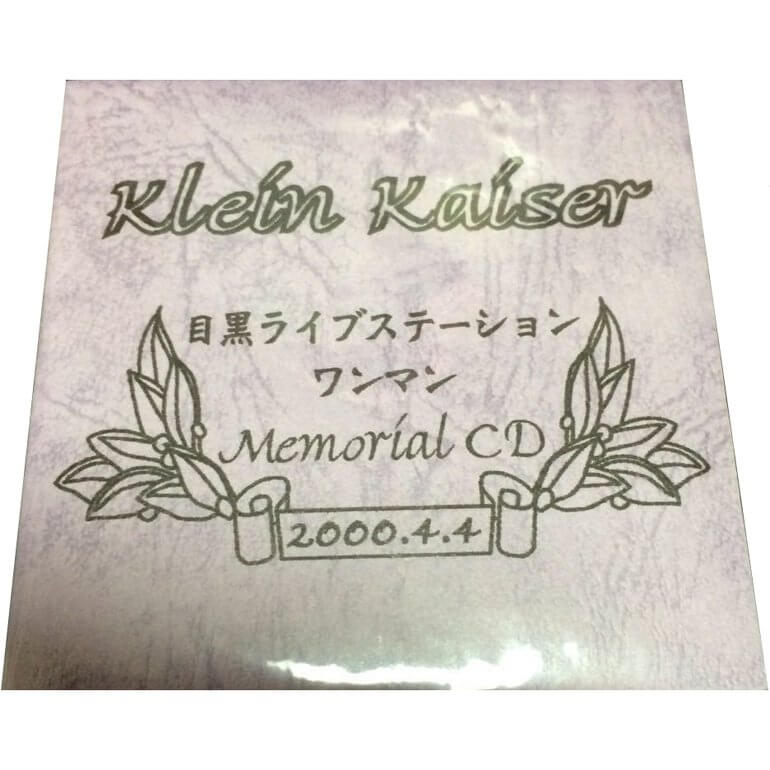 Klein Kaiser
目黒ライブステーション
ワンマン
Memorial CD
2000.4.4